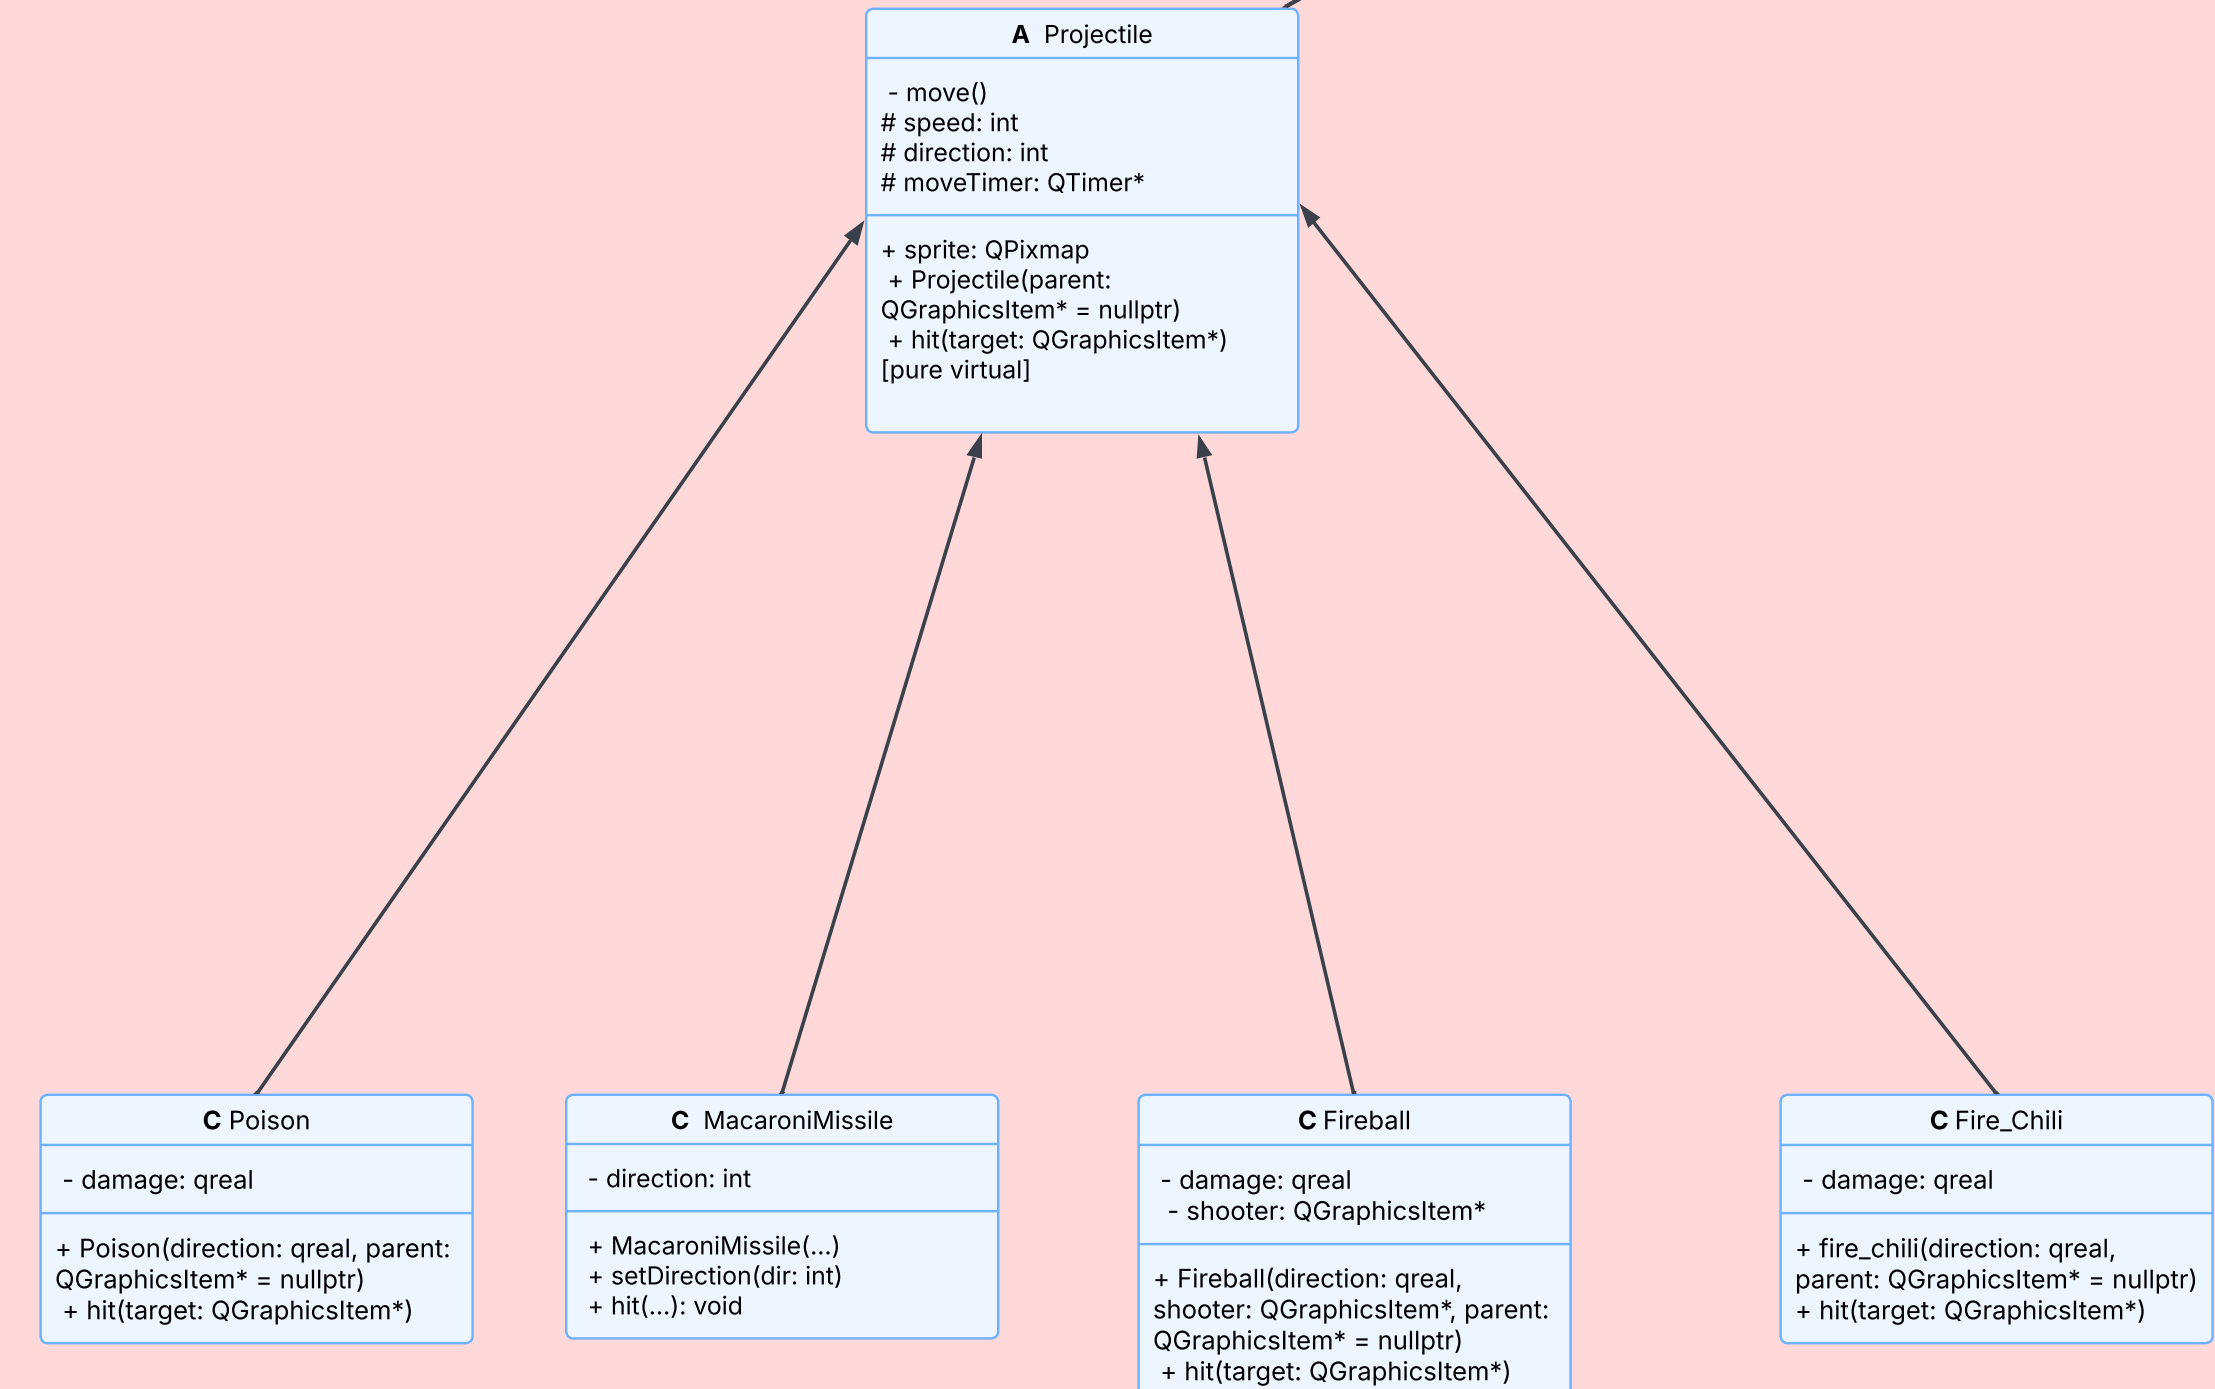 A Projectile
- move()
# speed: int
# direction: int
# moveTimer: QTimer*
+ sprite: QPixmap
+ Projectile(parent:
QGraphicsItem* = nullptr)
+ hit(target: QGraphicsItem*)
[pure virtual]
C Poison
- damage: qreal
+ Poison(direction: qreal, parent:
QGraphicsItem* = nullptr)
+ hit(target: QGraphicsItem*)
C MacaroniMissile
- direction: int
+ MacaroniMissile(...)
+ setDirection(dir: int)
+ hit(...): void
C Fireball
- damage: qreal
- shooter: QGraphicsItem*
+ Fireball(direction: qreal,
shooter: QGraphicsItem*, parent:
QGraphicsItem* = nullptr)
+ hit(target: QGraphicsItem*)
C Fire_Chili
- damage: qreal
+ fire_chili(direction: qreal,
parent: QGraphicsItem* = nullptr)
+ hit(target: QGraphicsItem*)